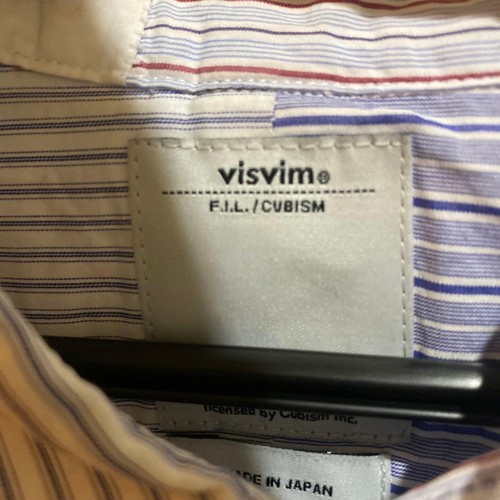 visvim®
F.I.L./CUBISM
licensed by Cubism Inc.
MADE IN JAPAN